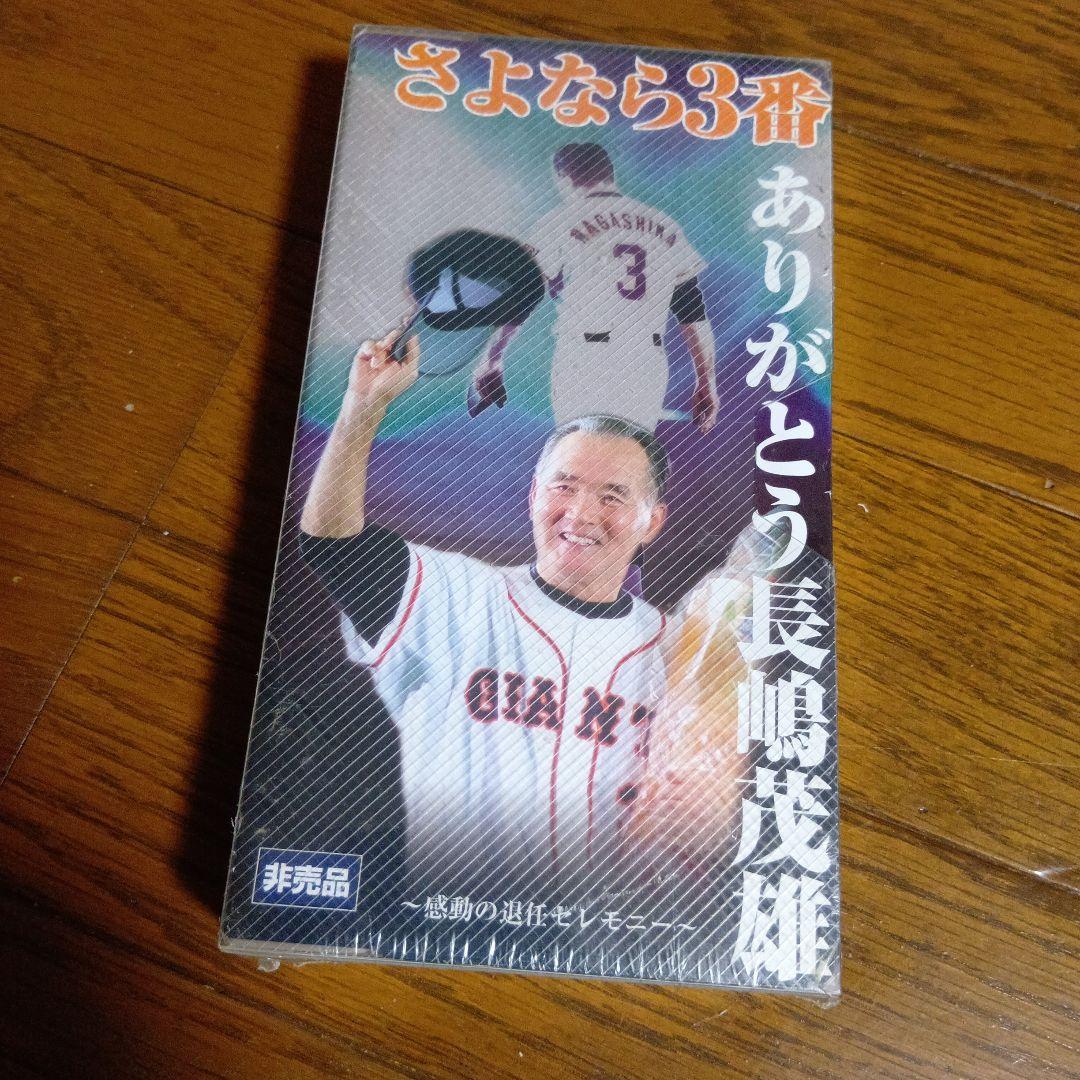 さよなら3番
ありがとう長嶋茂雄
NAGASHIMA
3
GIANT
非売品
~感動の退任セレモニー~